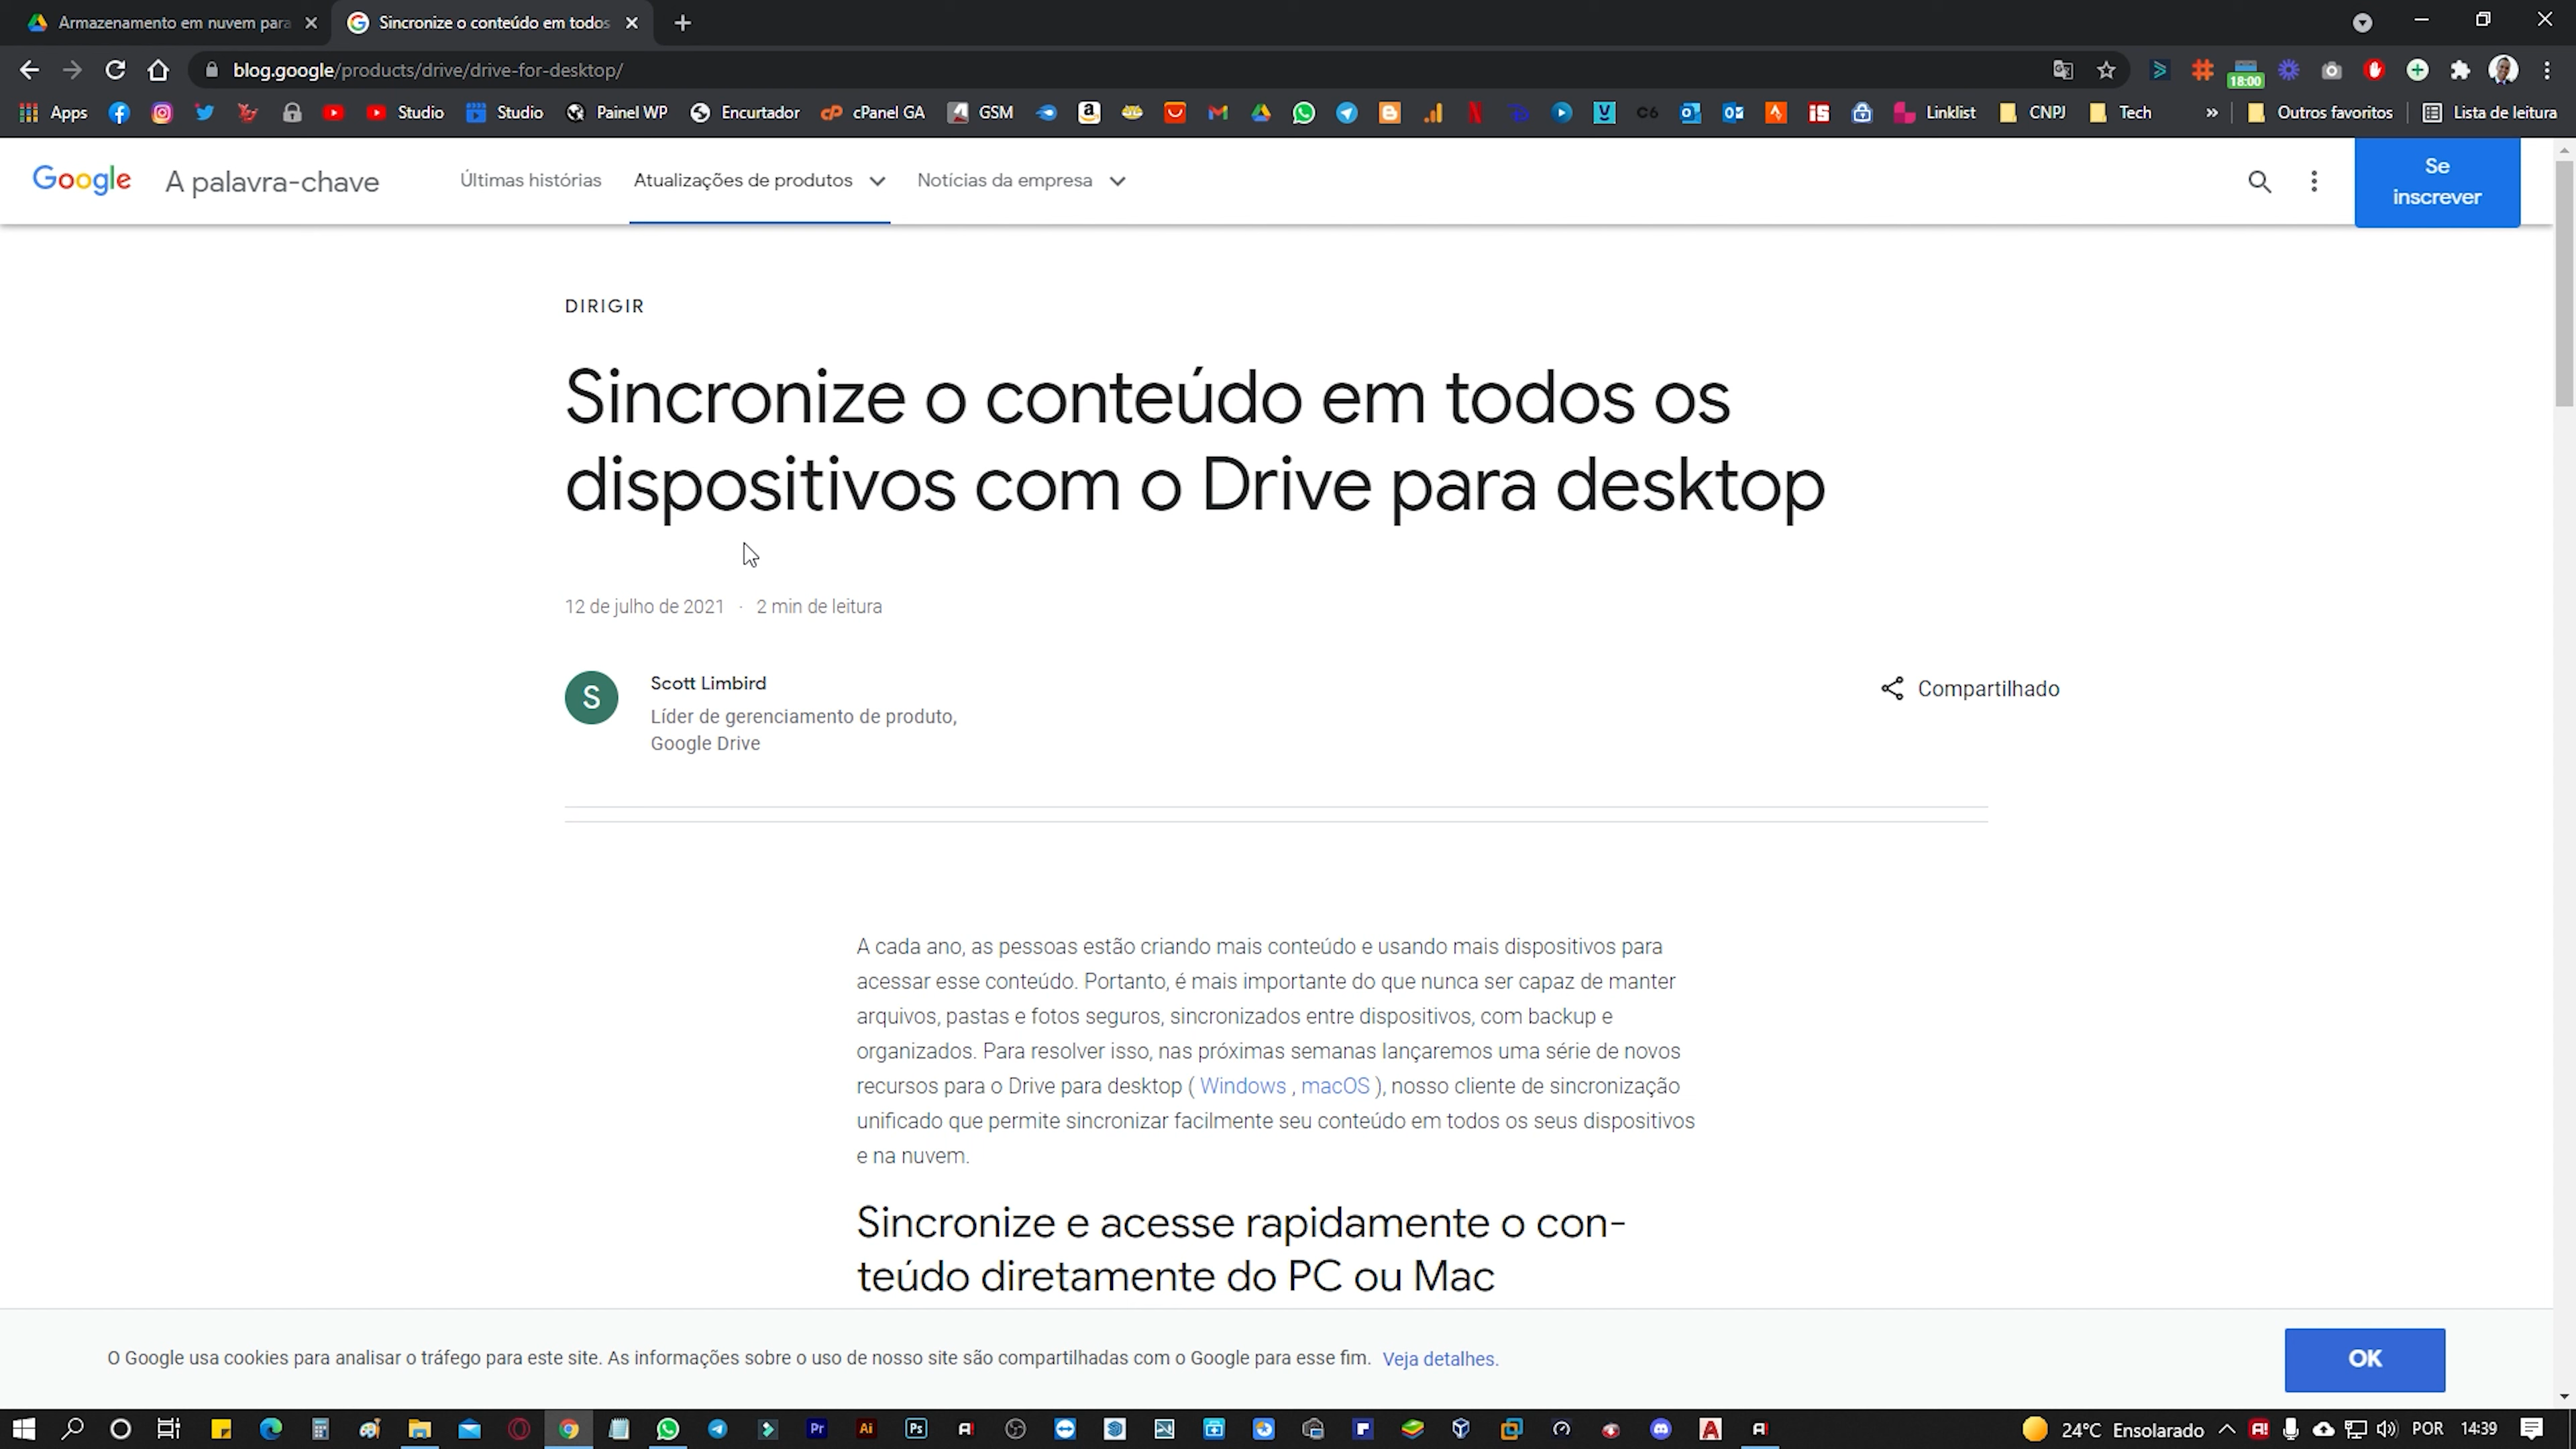 Armazenamento em nuvem para
Sincronize o conteúdo em todos
blog.google/products/drive/drive-for-desktop/
18:00
Apps
Studio
Studio
Painel WP
Encurtador
cPanel GA
GSM
Linklist
CNPJ
Tech
»
Outros favoritos
Lista de leitura
Google
A palavra-chave
Últimas histórias
Atualizações de produtos
Notícias da empresa
Se
inscrever
DIRIGIR
Sincronize o conteúdo em todos os
dispositivos com o Drive para desktop
12 de julho de 2021 · 2 min de leitura
S
Scott Limbird
Líder de gerenciamento de produto,
Google Drive
Compartilhado
A cada ano, as pessoas estão criando mais conteúdo e usando mais dispositivos para
acessar esse conteúdo. Portanto, é mais importante do que nunca ser capaz de manter
arquivos, pastas e fotos seguros, sincronizados entre dispositivos, com backup e
organizados. Para resolver isso, nas próximas semanas lançaremos uma série de novos
recursos para o Drive para desktop ( Windows , macOS ), nosso cliente de sincronização
unificado que permite sincronizar facilmente seu conteúdo em todos os seus dispositivos
e na nuvem.
Sincronize e acesse rapidamente o con-
teúdo diretamente do PC ou Mac
O Google usa cookies para analisar o tráfego para este site. As informações sobre o uso de nosso site são compartilhadas com o Google para esse fim. Veja detalhes.
OK
Pr
Ai
Ps
24°C Ensolarado
POR
14:39